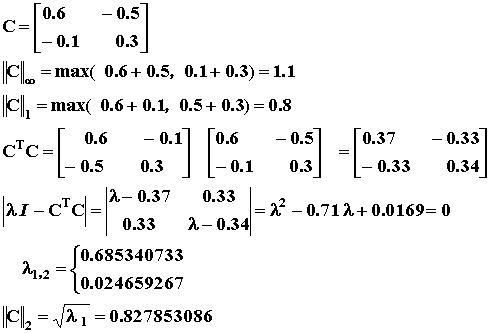 C = [0.6 − 0.5
− 0.1 0.3]
‖C‖∞ = max( 0.6 + 0.5, 0.1 + 0.3) = 1.1
‖C‖₁ = max( 0.6 + 0.1, 0.5 + 0.3) = 0.8
CᵀC = [0.6 − 0.1 [0.6 − 0.5 = [0.37 − 0.33
− 0.5 0.3] − 0.1 0.3] − 0.33 0.34]
|λ I − CᵀC| = |λ − 0.37 0.33
0.33 λ − 0.34| = λ² − 0.71 λ + 0.0169 = 0
λ₁,₂ = {0.685340733
0.024659267
‖C‖₂ = √λ ₁ = 0.827853086